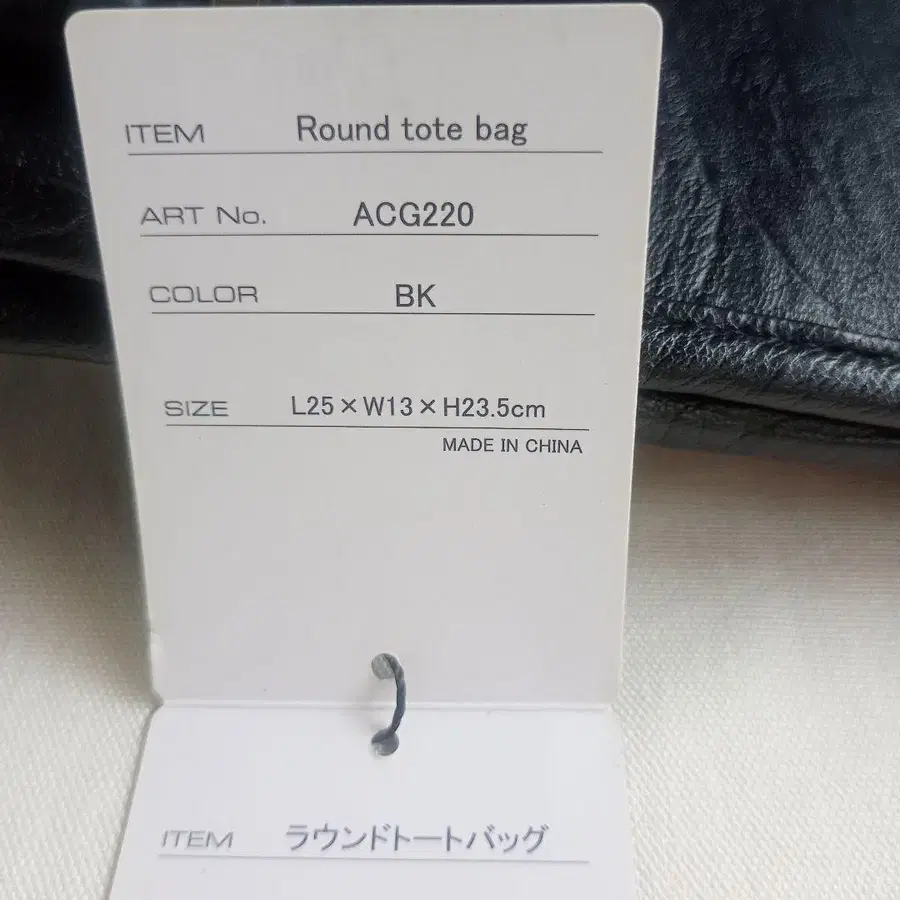 ITEM Round tote bag
ART No. ACG220
COLOR BK
SIZE L25×W13×H23.5cm
MADE IN CHINA
ITEM ラウンドトートバッグ